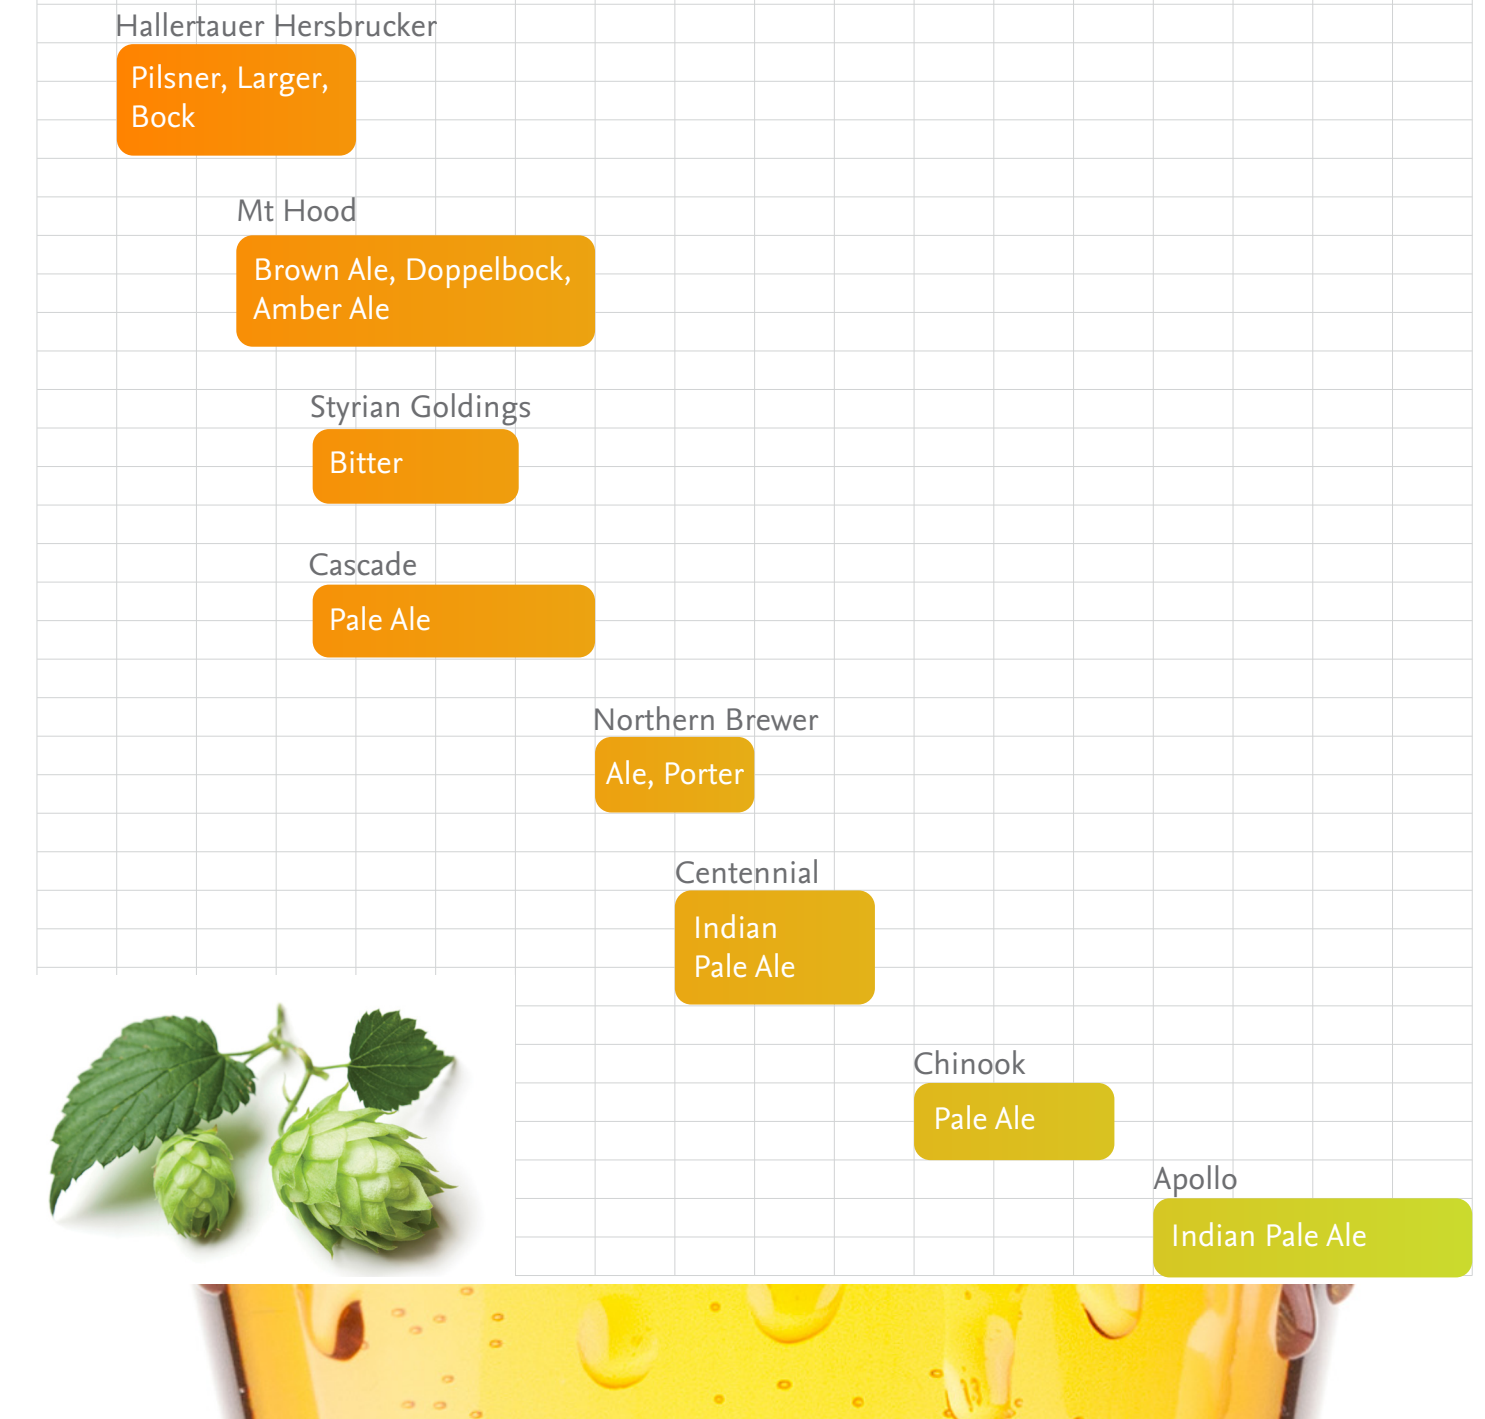 Hallertauer Hersbrucker
Pilsner, Larger,
Bock
Mt Hood
Brown Ale, Doppelbock,
Amber Ale
Styrian Goldings
Bitter
Cascade
Pale Ale
Northern Brewer
Ale, Porter
Centennial
Indian
Pale Ale
Chinook
Pale Ale
Apollo
Indian Pale Ale